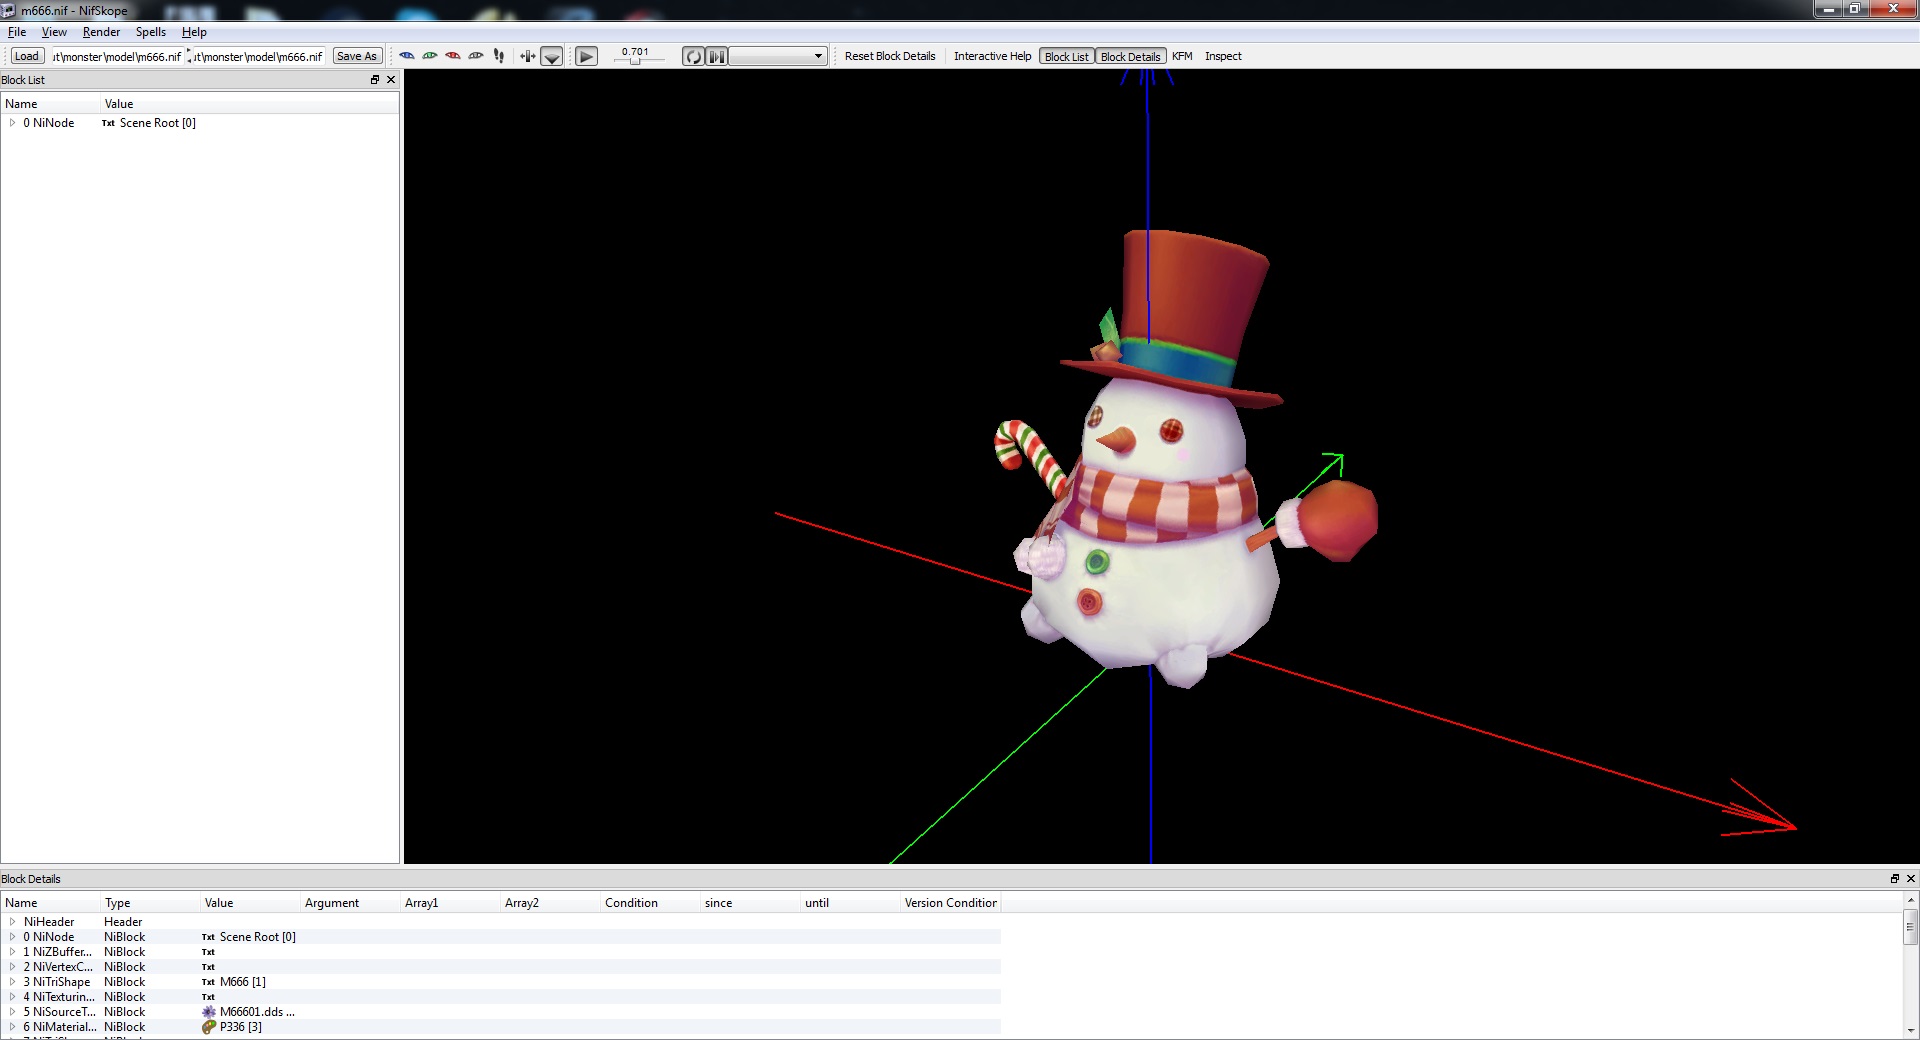 m666.nif - NifSkope
File View Render Spells Help
Load ut\monster\model\m666.nif ut\monster\model\m666.nif Save As 0.701 Reset Block Details Interactive Help Block List Block Details KFM Inspect
Block List
Name Value
0 NiNode Txt Scene Root [0]
Block Details
Name Type Value Argument Array1 Array2 Condition since until Version Condition
NiHeader Header
0 NiNode NiBlock Txt Scene Root [0]
1 NiZBuffer... NiBlock Txt
2 NiVertexC... NiBlock Txt
3 NiTriShape NiBlock Txt M666 [1]
4 NiTexturin... NiBlock Txt
5 NiSourceT... NiBlock M66601.dds ...
6 NiMaterial... NiBlock P336 [3]